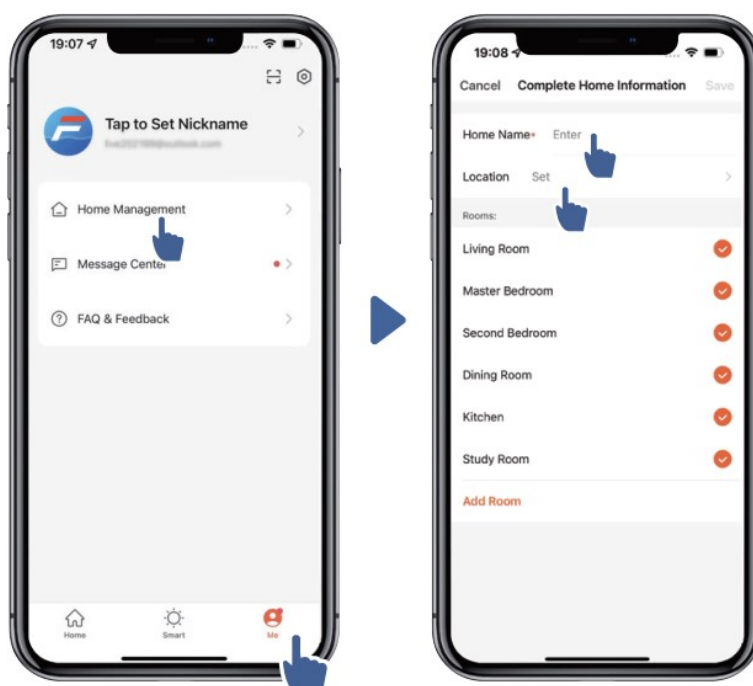 19:07
Tap to Set Nickname
Home Management
Message Center
FAQ & Feedback
Home
Smart
Me
19:08
Cancel
Complete Home Information
Save
Home Name*
Enter
Location
Set
Rooms:
Living Room
Master Bedroom
Second Bedroom
Dining Room
Kitchen
Study Room
Add Room